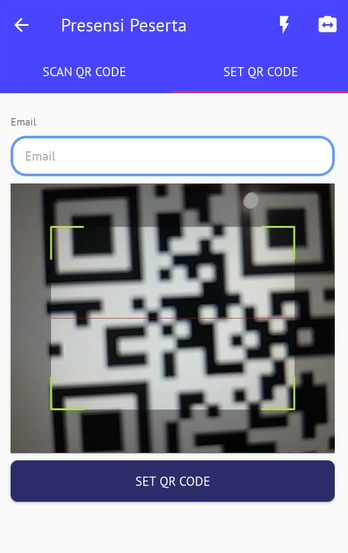 Presensi Peserta
SCAN QR CODE
SET QR CODE
Email
Email
SET QR CODE